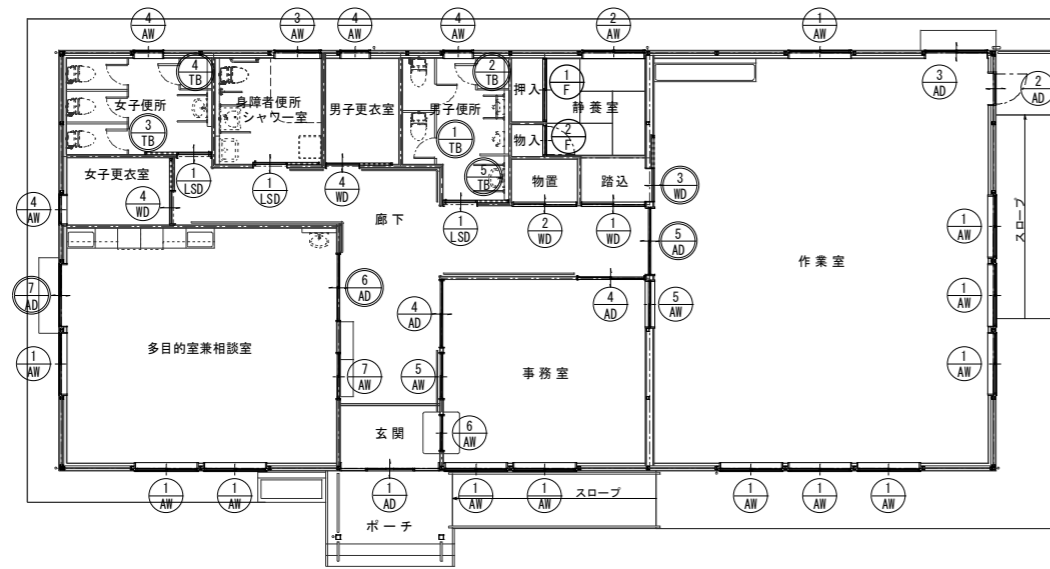 4
AW
3
AW
4
AW
4
AW
2
AW
1
AW
4
TB
2
TB
1
F
押入
3
AD
2
AD
女子便所
身障者便所
シャワー室
男子更衣室
男子便所
静養室
3
TB
1
TB
物入
2
F
女子更衣室
1
LSD
1
LSD
4
WD
5
TB
物置
踏込
3
WD
4
AW
4
WD
廊下
1
LSD
2
WD
1
WD
1
AW
スロープ
5
AD
作業室
7
AD
6
AD
4
AD
4
AD
5
AW
1
AW
多目的室兼相談室
1
AW
7
AW
5
AW
事務室
1
AW
玄関
6
AW
1
AW
1
AW
1
AD
1
AW
1
AW
スロープ
1
AW
1
AW
1
AW
ポーチ